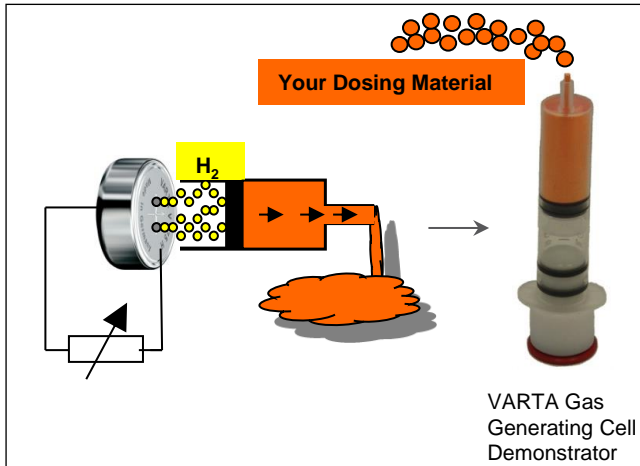 Your Dosing Material
H₂
VARTA Gas
Generating Cell
Demonstrator